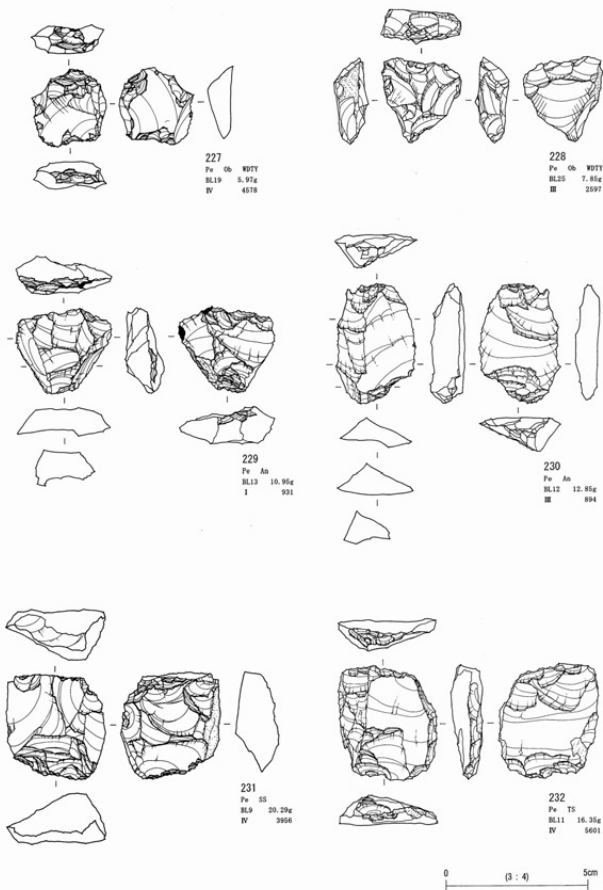 227
Pe Ob WDTY
BL19 5.97g
IV 4578
228
Pe Ob WDTY
BL25 7.85g
III 2597
229
Pe An
BL13 10.95g
I 931
230
Pe An
BL12 12.85g
III 894
231
Pe SS
BL9 20.29g
IV 3956
232
Pe TS
BL11 16.35g
IV 5601
0 (3 : 4) 5cm